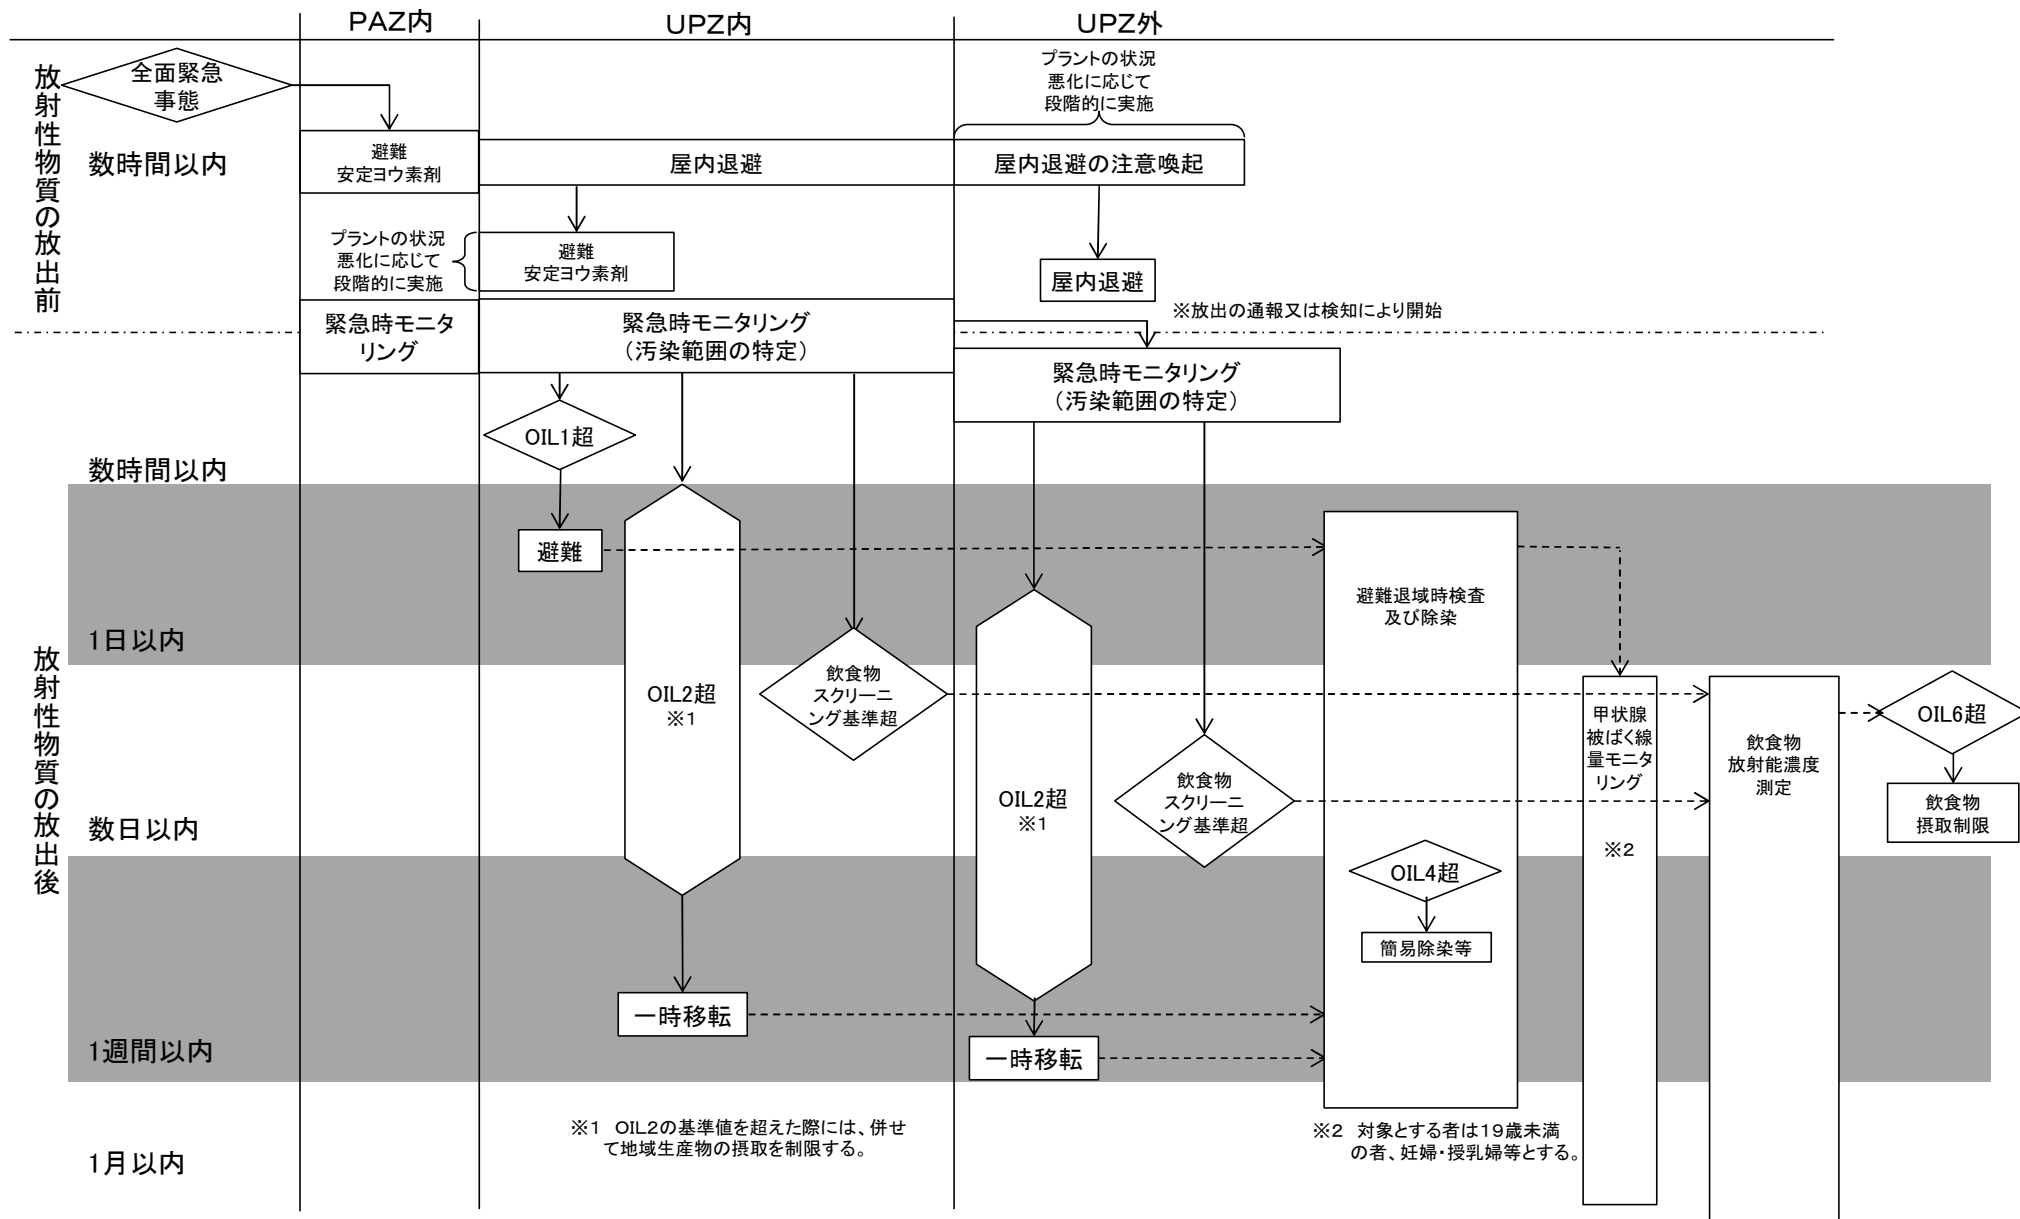 PAZ内
UPZ内
UPZ外
放射性物質の放出前
全面緊急
事態
プラントの状況
悪化に応じて
段階的に実施
数時間以内
避難
安定ヨウ素剤
屋内退避
屋内退避の注意喚起
プラントの状況
悪化に応じて
段階的に実施
避難
安定ヨウ素剤
屋内退避
※放出の通報又は検知により開始
緊急時モニタ
リング
緊急時モニタリング
（汚染範囲の特定）
緊急時モニタリング
（汚染範囲の特定）
放射性物質の放出後
OIL1超
数時間以内
避難
避難退域時検査
及び除染
1日以内
OIL2超
※1
飲食物
スクリーニ
ング基準超
OIL2超
※1
飲食物
スクリーニ
ング基準超
甲状腺
被ばく線
量モニタ
リング
※2
飲食物
放射能濃度
測定
OIL6超
飲食物
摂取制限
数日以内
OIL4超
簡易除染等
一時移転
一時移転
1週間以内
※1　OIL2の基準値を超えた際には、併せ
て地域生産物の摂取を制限する。
※2　対象とする者は19歳未満
の者、妊婦・授乳婦等とする。
1月以内